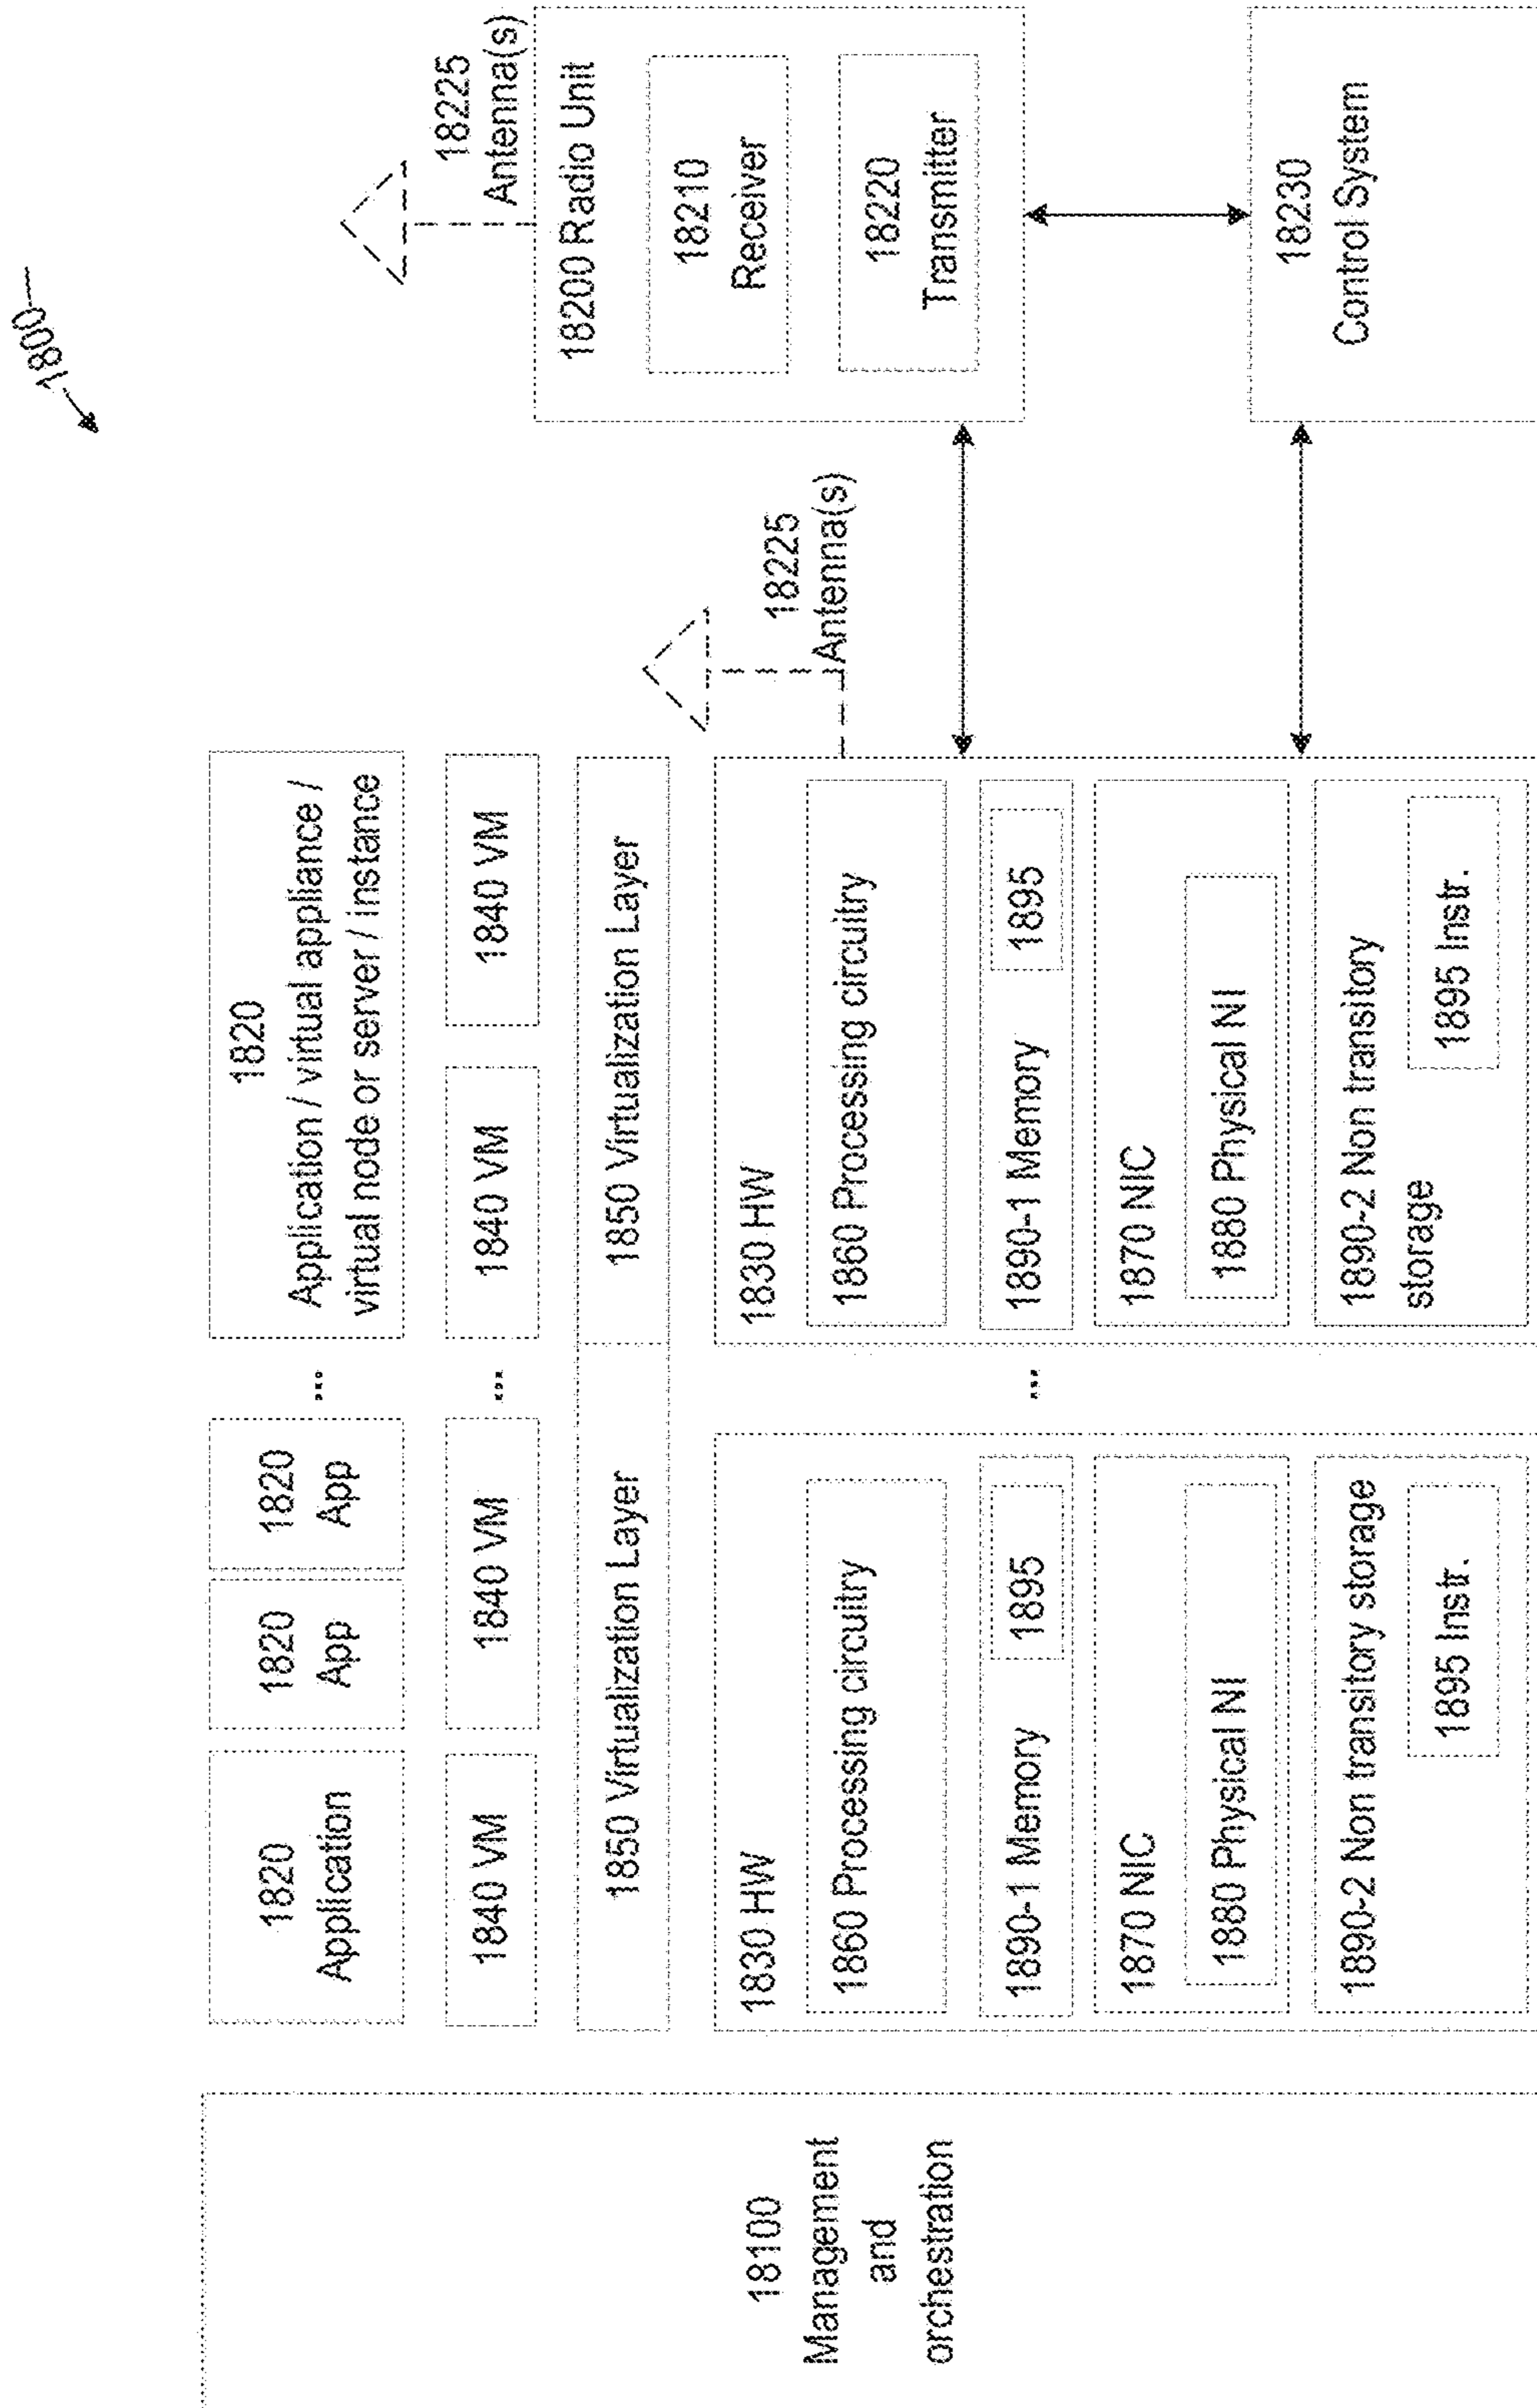 1800
18100
Management
and
orchestration
1820
Application
1820
App
1820
App
...
1820
Application / virtual appliance /
virtual node or server / instance
1840 VM
1840 VM
...
1840 VM
1840 VM
1850 Virtualization Layer
1850 Virtualization Layer
1830 HW
1860 Processing circuitry
1890-1 Memory
1895
1870 NIC
1880 Physical NI
1890-2 Non transitory storage
1895 Instr.
...
1830 HW
1860 Processing circuitry
1890-1 Memory
1895
1870 NIC
1880 Physical NI
1890-2 Non transitory
storage
1895 Instr.
18225
Antenna(s)
18225
Antenna(s)
18200 Radio Unit
18210
Receiver
18220
Transmitter
18230
Control System